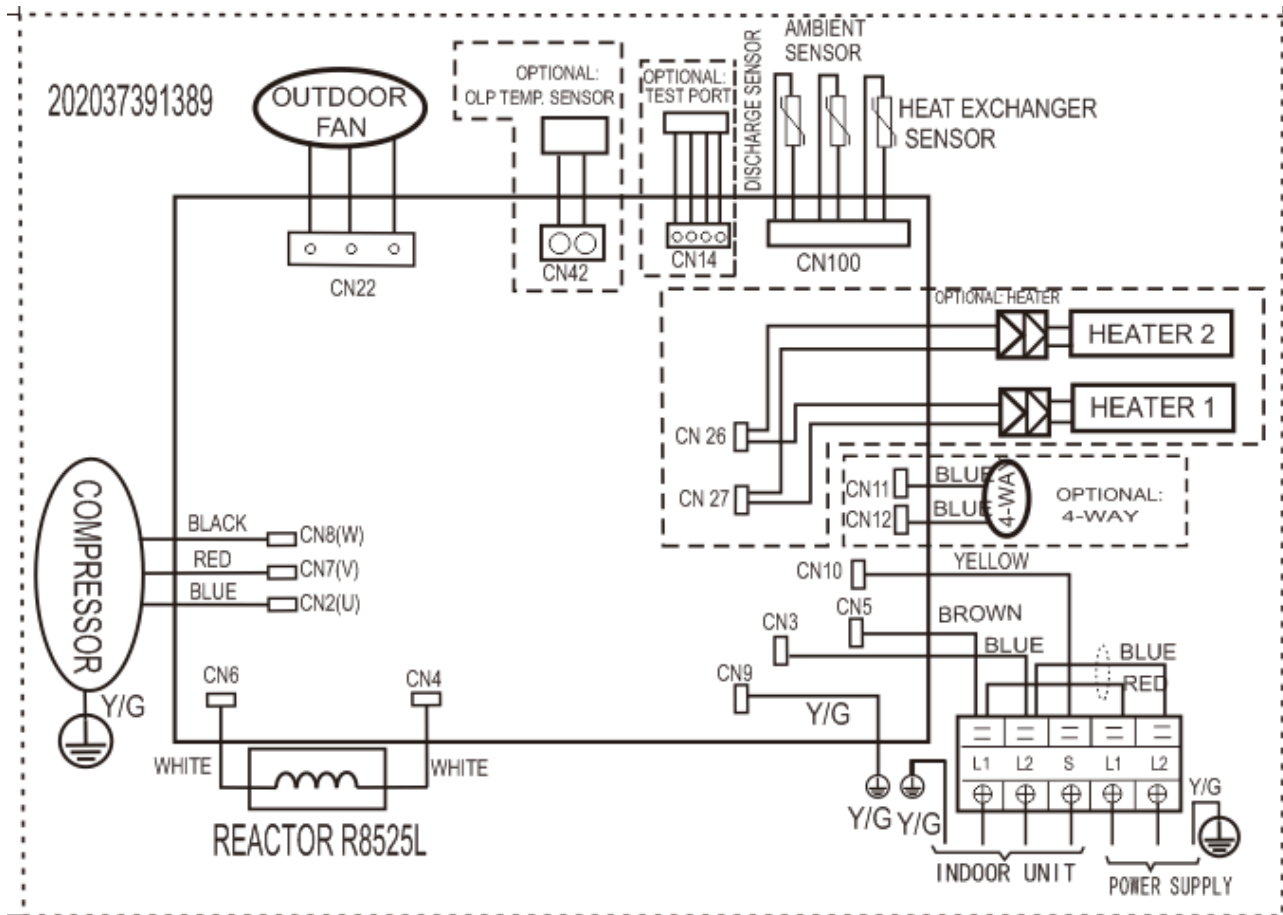 AMBIENT
SENSOR
DISCHARGE SENSOR
OPTIONAL:
OLP TEMP. SENSOR
OPTIONAL:
TEST PORT
202037391389
OUTDOOR
FAN
HEAT EXCHANGER
SENSOR
CN22
CN42
CN14
CN100
OPTIONAL: HEATER
HEATER 2
HEATER 1
CN 26
CN 27
CN11
BLUE
CN12
BLUE
4-WAY
OPTIONAL:
4-WAY
COMPRESSOR
BLACK
CN8(W)
RED
CN7(V)
BLUE
CN2(U)
CN10
YELLOW
CN5
BROWN
CN3
BLUE
BLUE
RED
CN6
CN4
CN9
Y/G
Y/G
WHITE
WHITE
L1
L2
S
L1
L2
Y/G
Y/G
Y/G
REACTOR R8525L
INDOOR UNIT
POWER SUPPLY